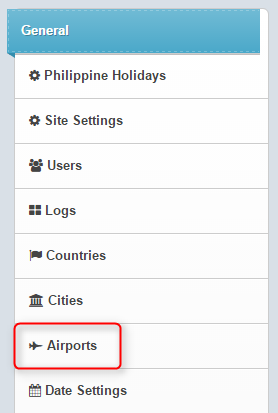 General
Philippine Holidays
Site Settings
Users
Logs
Countries
Cities
Airports
Date Settings